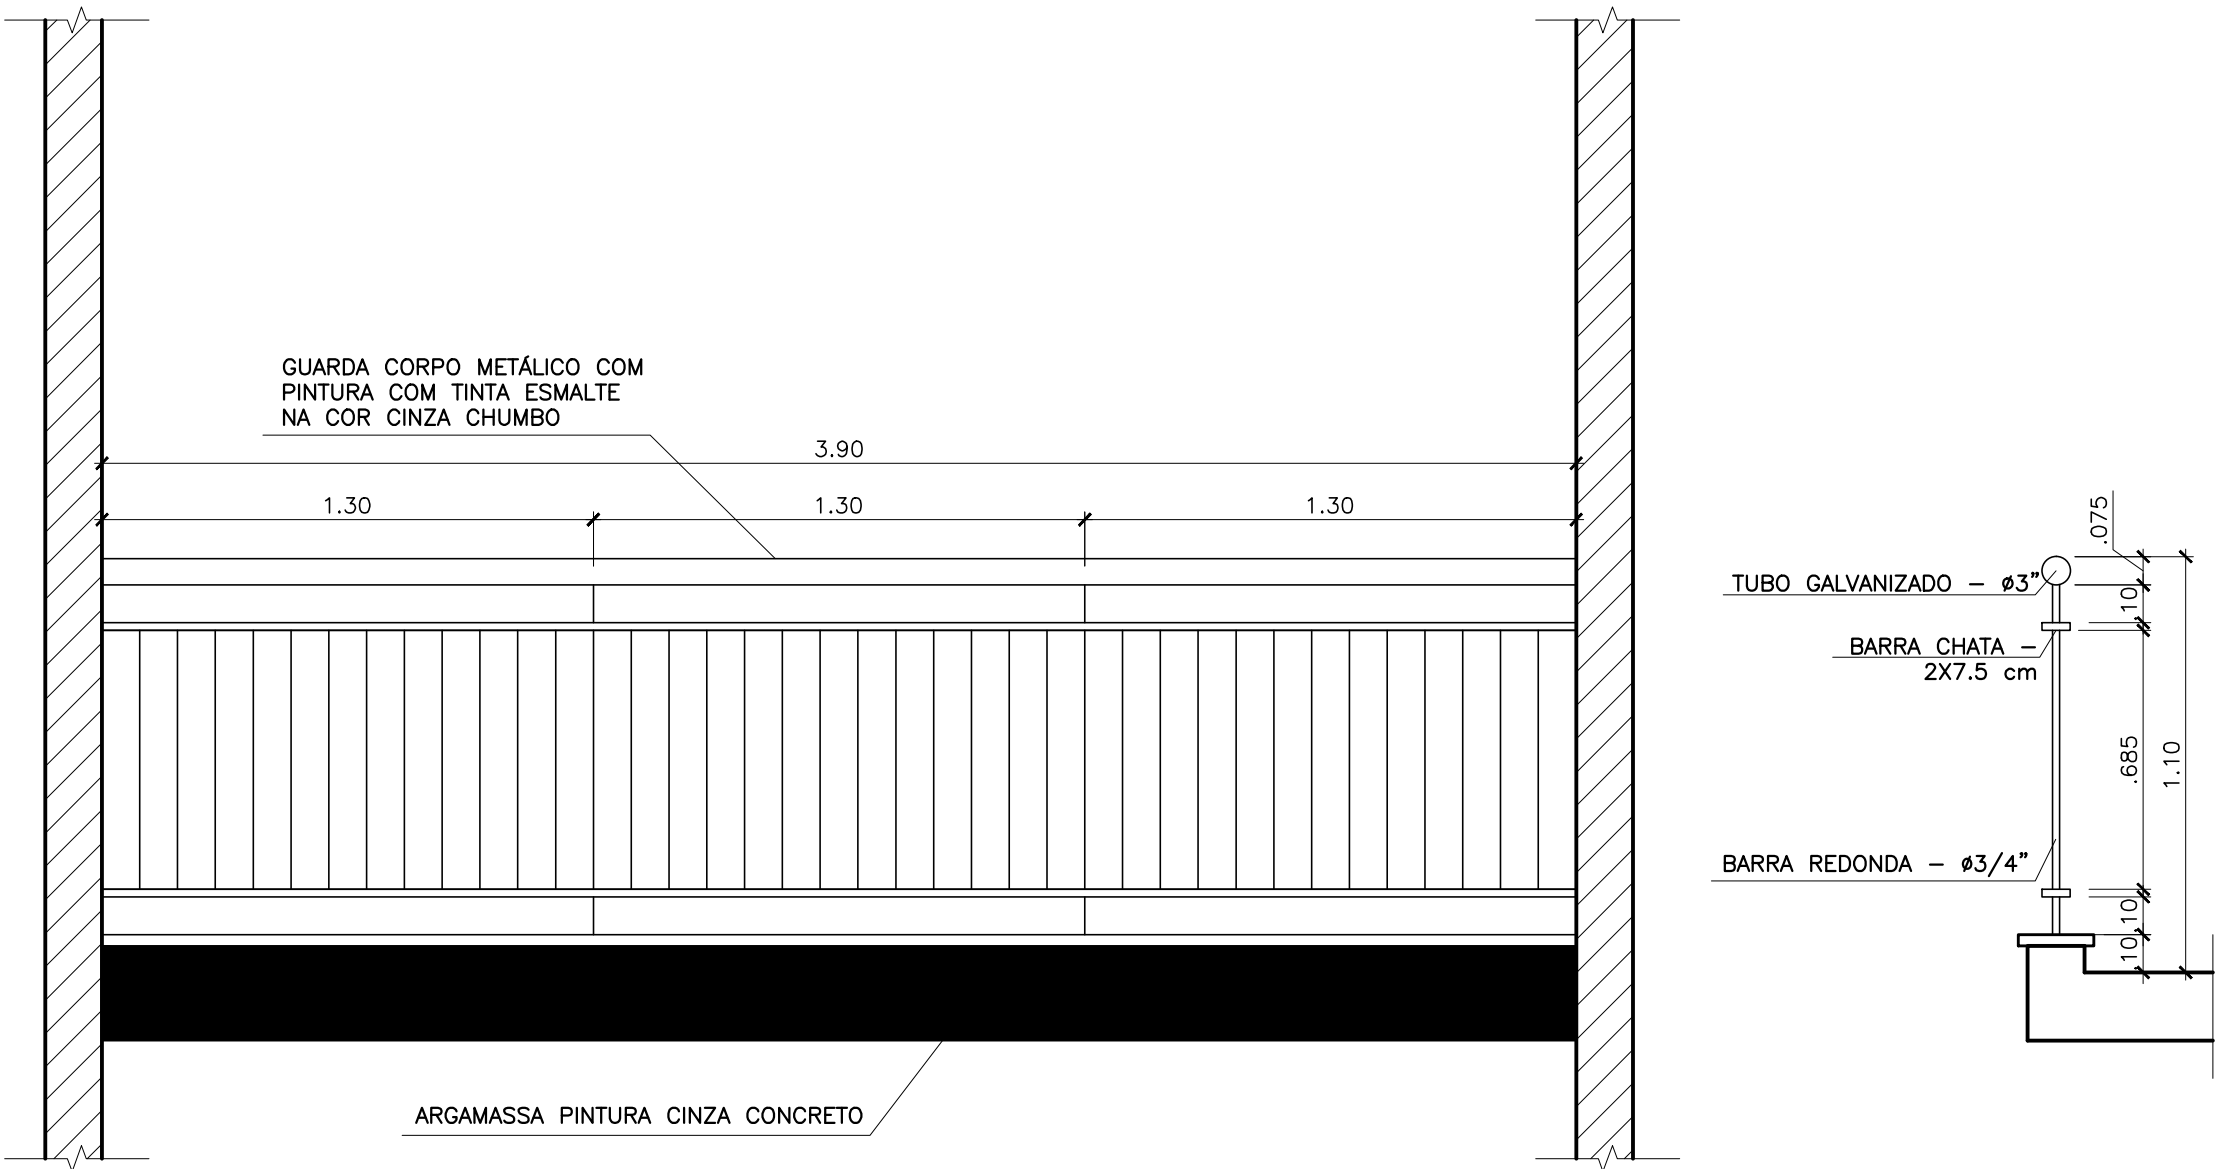 GUARDA CORPO METÁLICO COM
PINTURA COM TINTA ESMALTE
NA COR CINZA CHUMBO
3.90
1.30
1.30
1.30
ARGAMASSA PINTURA CINZA CONCRETO
.075
TUBO GALVANIZADO - ø3"
.10
BARRA CHATA -
2X7.5 cm
.685
1.10
BARRA REDONDA - ø3/4"
.10
.10